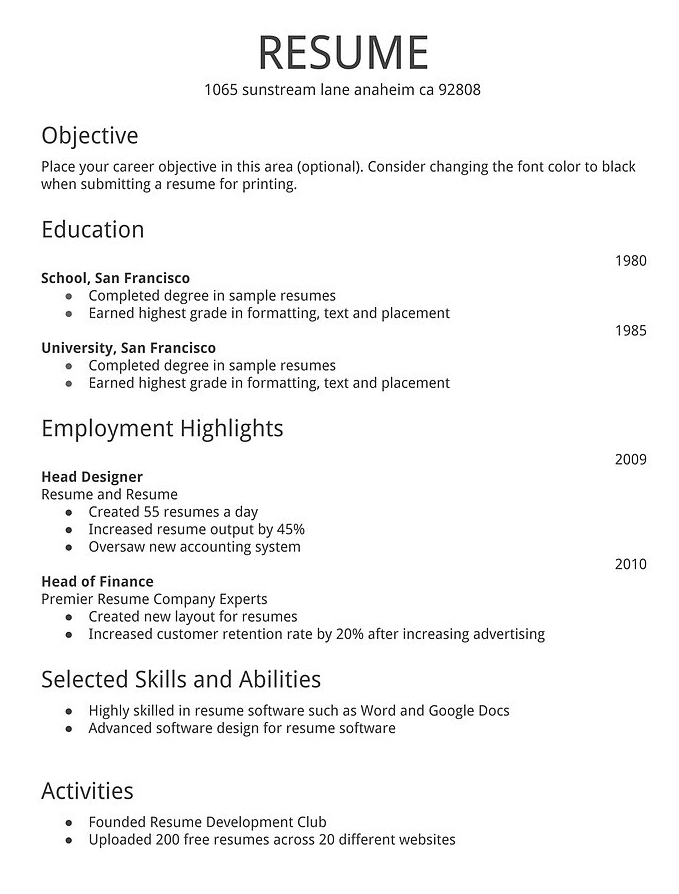 RESUME
1065 sunstream lane anaheim ca 92808
Objective
Place your career objective in this area (optional). Consider changing the font color to black
when submitting a resume for printing.
Education
1980
School, San Francisco
● Completed degree in sample resumes
● Earned highest grade in formatting, text and placement
1985
University, San Francisco
● Completed degree in sample resumes
● Earned highest grade in formatting, text and placement
Employment Highlights
2009
Head Designer
Resume and Resume
● Created 55 resumes a day
● Increased resume output by 45%
● Oversaw new accounting system
2010
Head of Finance
Premier Resume Company Experts
● Created new layout for resumes
● Increased customer retention rate by 20% after increasing advertising
Selected Skills and Abilities
● Highly skilled in resume software such as Word and Google Docs
● Advanced software design for resume software
Activities
● Founded Resume Development Club
● Uploaded 200 free resumes across 20 different websites